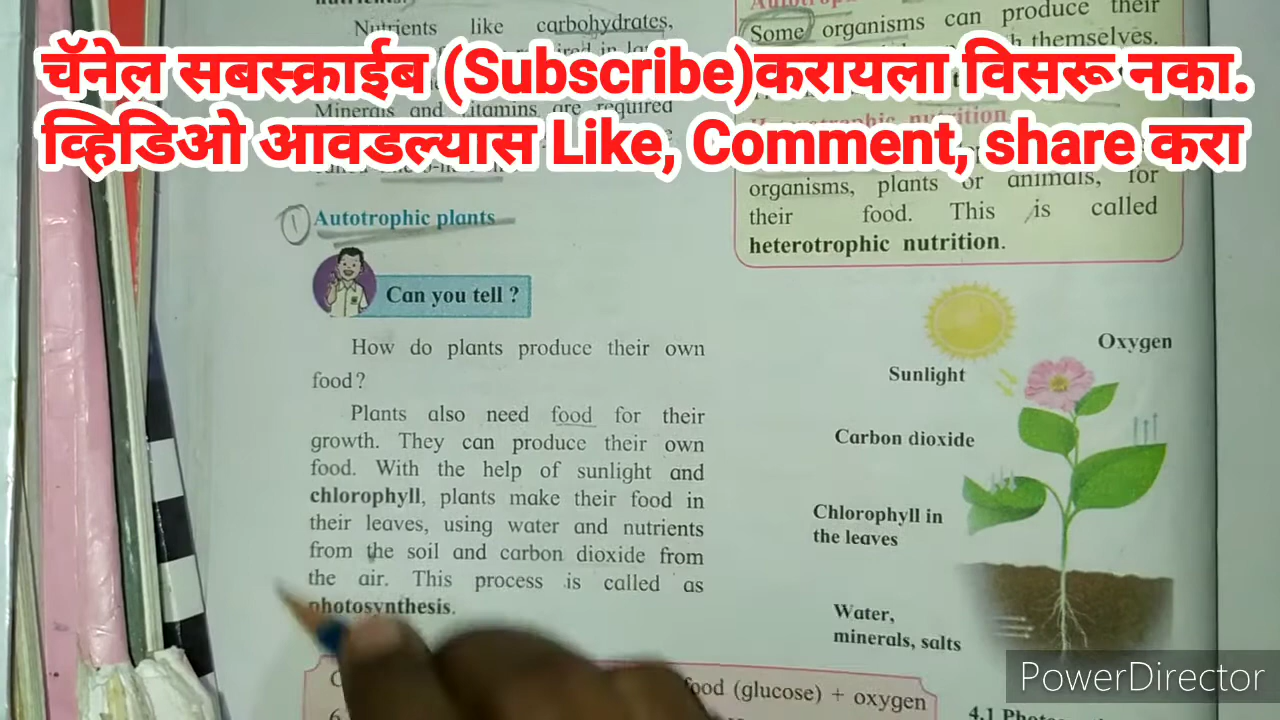 चॅनेल सबस्क्राईब (Subscribe)करायला विसरू नका.
व्हिडिओ आवडल्यास Like, Comment, share करा
Nutrients like carbohydrates,
Minerals and vitamins are required
1 Autotrophic plants
Can you tell ?
How do plants produce their own
food?
Plants also need food for their
growth. They can produce their own
food. With the help of sunlight and
chlorophyll, plants make their food in
their leaves, using water and nutrients
from the soil and carbon dioxide from
the air. This process is called as
photosynthesis.
food (glucose) + oxygen
Some organisms can produce their
themselves.
organisms, plants or animals, for
their food. This is called
heterotrophic nutrition.
Oxygen
Sunlight
Carbon dioxide
Chlorophyll in
the leaves
Water,
minerals, salts
4.1
PowerDirector